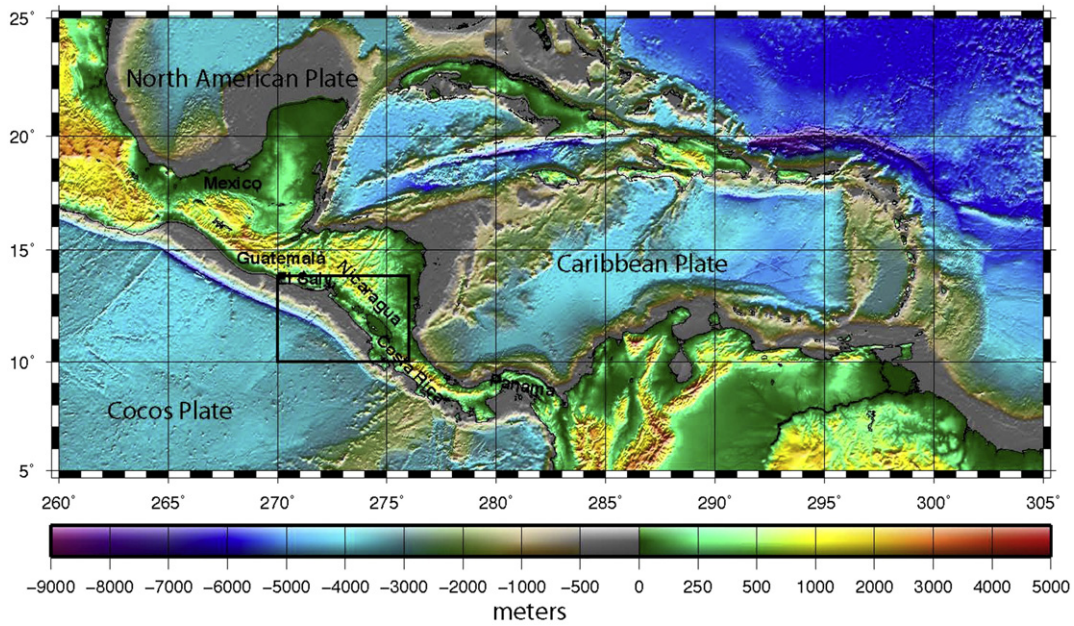 25°
North American Plate
20°
Mexico
15°
Guatemala
El Salv
Nicaragua
Caribbean Plate
10°
Costa Rica
Panama
Cocos Plate
5°
260° 265° 270° 275° 280° 285° 290° 295° 300° 305°
−9000 −8000 −7000 −6000 −5000 −4000 −3000 −2000 −1000 −500 0 250 500 1000 2000 3000 4000 5000
meters